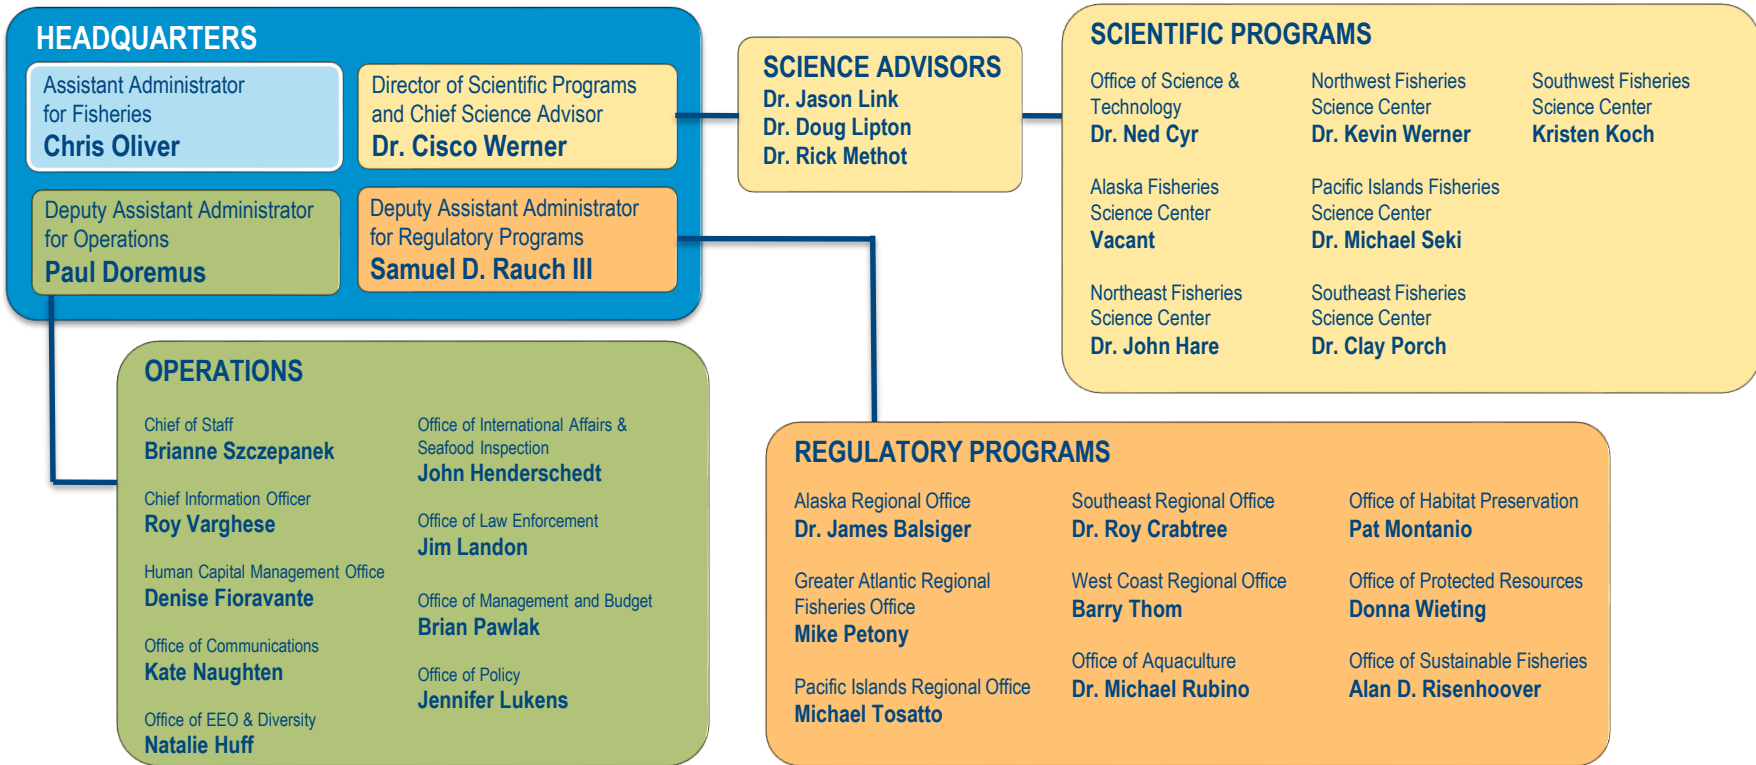 HEADQUARTERS
Assistant Administrator
for Fisheries
Chris Oliver
Director of Scientific Programs
and Chief Science Advisor
Dr. Cisco Werner
Deputy Assistant Administrator
for Operations
Paul Doremus
Deputy Assistant Administrator
for Regulatory Programs
Samuel D. Rauch III
SCIENCE ADVISORS
Dr. Jason Link
Dr. Doug Lipton
Dr. Rick Methot
SCIENTIFIC PROGRAMS
Office of Science &
Technology
Dr. Ned Cyr
Northwest Fisheries
Science Center
Dr. Kevin Werner
Southwest Fisheries
Science Center
Kristen Koch
Alaska Fisheries
Science Center
Vacant
Pacific Islands Fisheries
Science Center
Dr. Michael Seki
Northeast Fisheries
Science Center
Dr. John Hare
Southeast Fisheries
Science Center
Dr. Clay Porch
OPERATIONS
Chief of Staff
Brianne Szczepanek
Chief Information Officer
Roy Varghese
Human Capital Management Office
Denise Fioravante
Office of Communications
Kate Naughten
Office of EEO & Diversity
Natalie Huff
Office of International Affairs &
Seafood Inspection
John Henderschedt
Office of Law Enforcement
Jim Landon
Office of Management and Budget
Brian Pawlak
Office of Policy
Jennifer Lukens
REGULATORY PROGRAMS
Alaska Regional Office
Dr. James Balsiger
Greater Atlantic Regional
Fisheries Office
Mike Petony
Pacific Islands Regional Office
Michael Tosatto
Southeast Regional Office
Dr. Roy Crabtree
West Coast Regional Office
Barry Thom
Office of Aquaculture
Dr. Michael Rubino
Office of Habitat Preservation
Pat Montanio
Office of Protected Resources
Donna Wieting
Office of Sustainable Fisheries
Alan D. Risenhoover